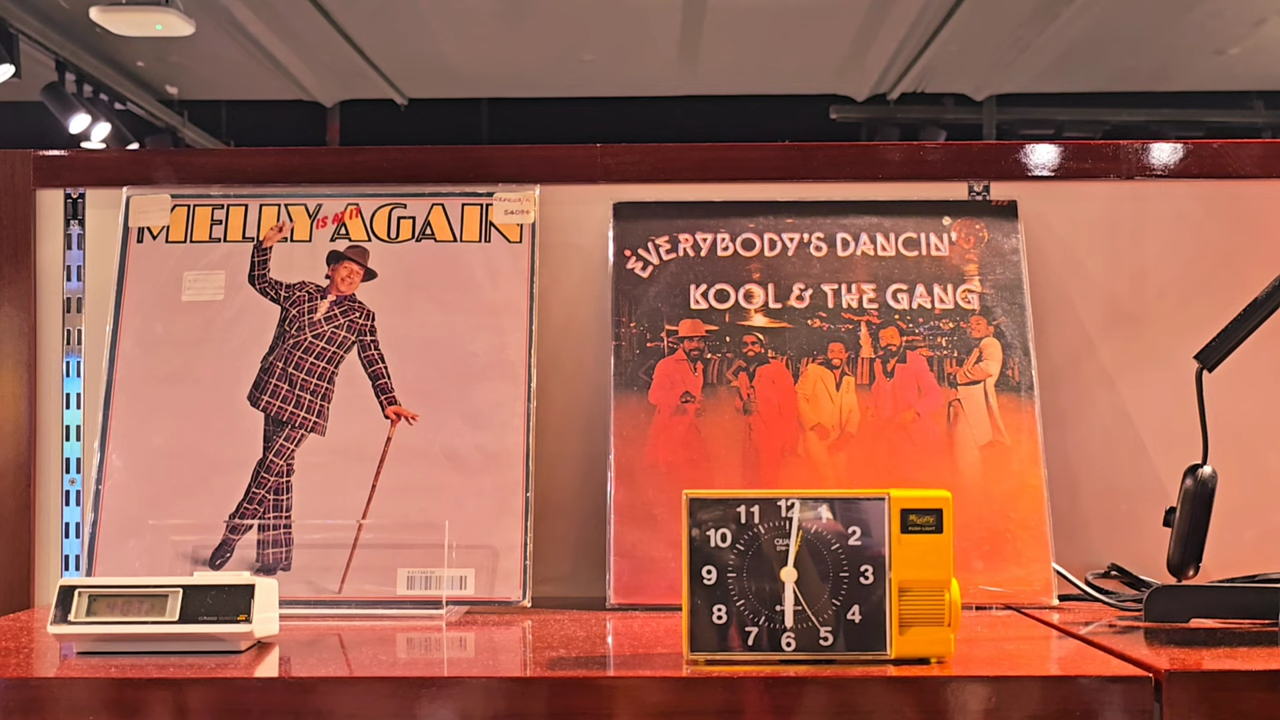 MELLY IS AT IT AGAIN
EVERYBODY'S DANCIN'
KOOL & THE GANG
11 12 1
10 2
9 3
8 4
7 6 5